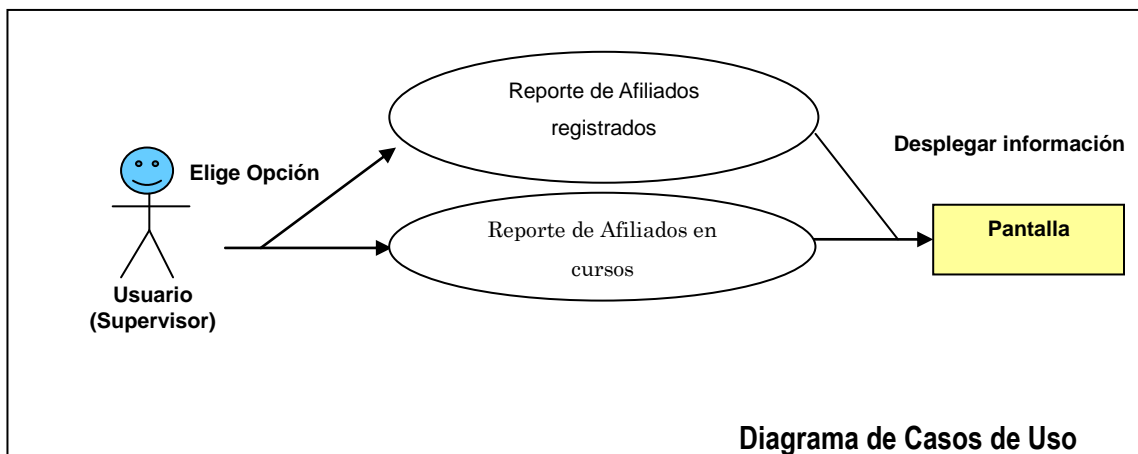 Reporte de Afiliados
registrados
Desplegar información
Elige Opción
Reporte de Afiliados en
cursos
Pantalla
Usuario
(Supervisor)
Diagrama de Casos de Uso